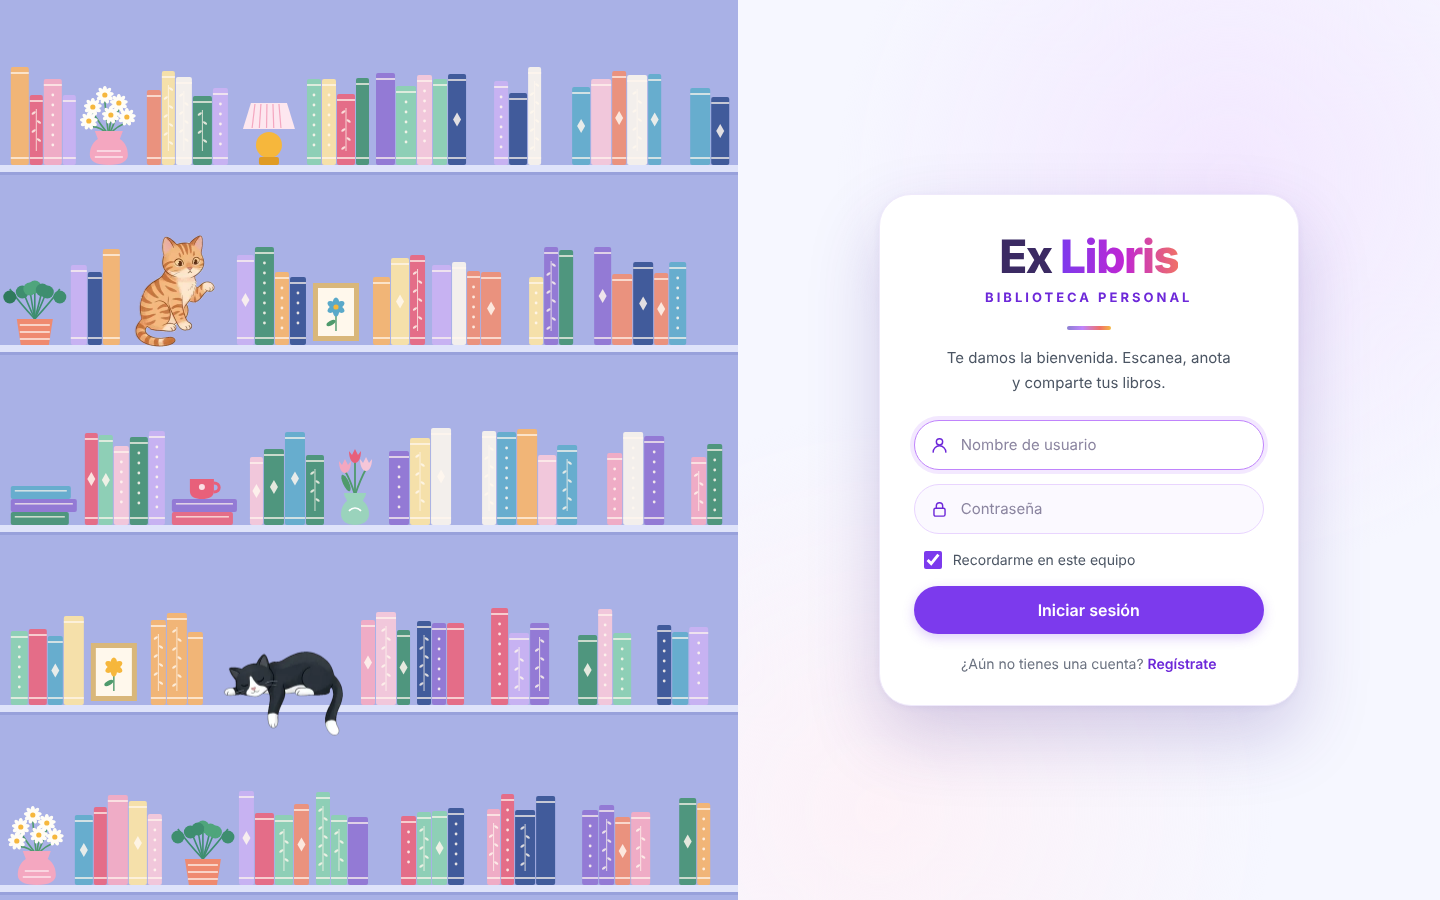 Ex Libris
BIBLIOTECA PERSONAL
Te damos la bienvenida. Escanea, anota
y comparte tus libros.
Nombre de usuario
Contraseña
Recordarme en este equipo
Iniciar sesión
¿Aún no tienes una cuenta? Regístrate